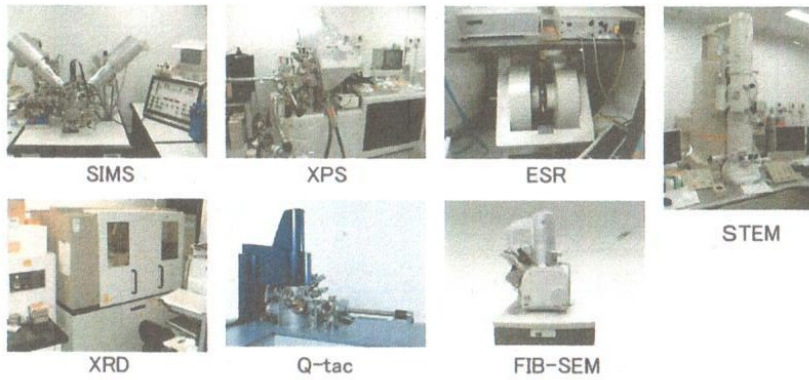 SIMS
XPS
ESR
STEM
XRD
Q-tac
FIB-SEM